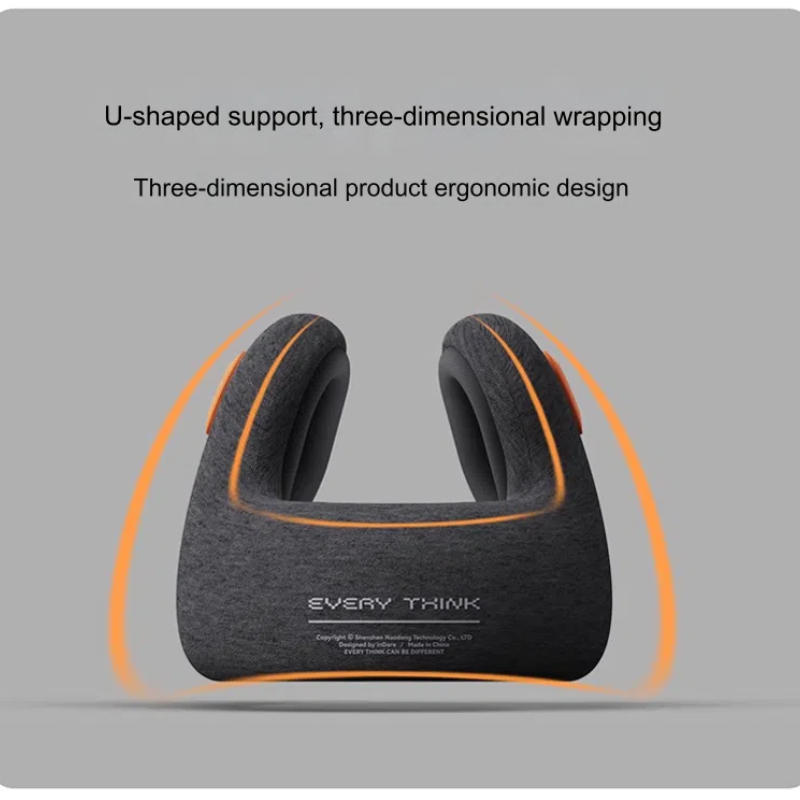 U-shaped support, three-dimensional wrapping
Three-dimensional product ergonomic design
EVERY THINK
Copyright © Shenzhen Naodong Technology Co., LTD
Designed by inDare / Made in China
EVERY THINK CAN BE DIFFERENT